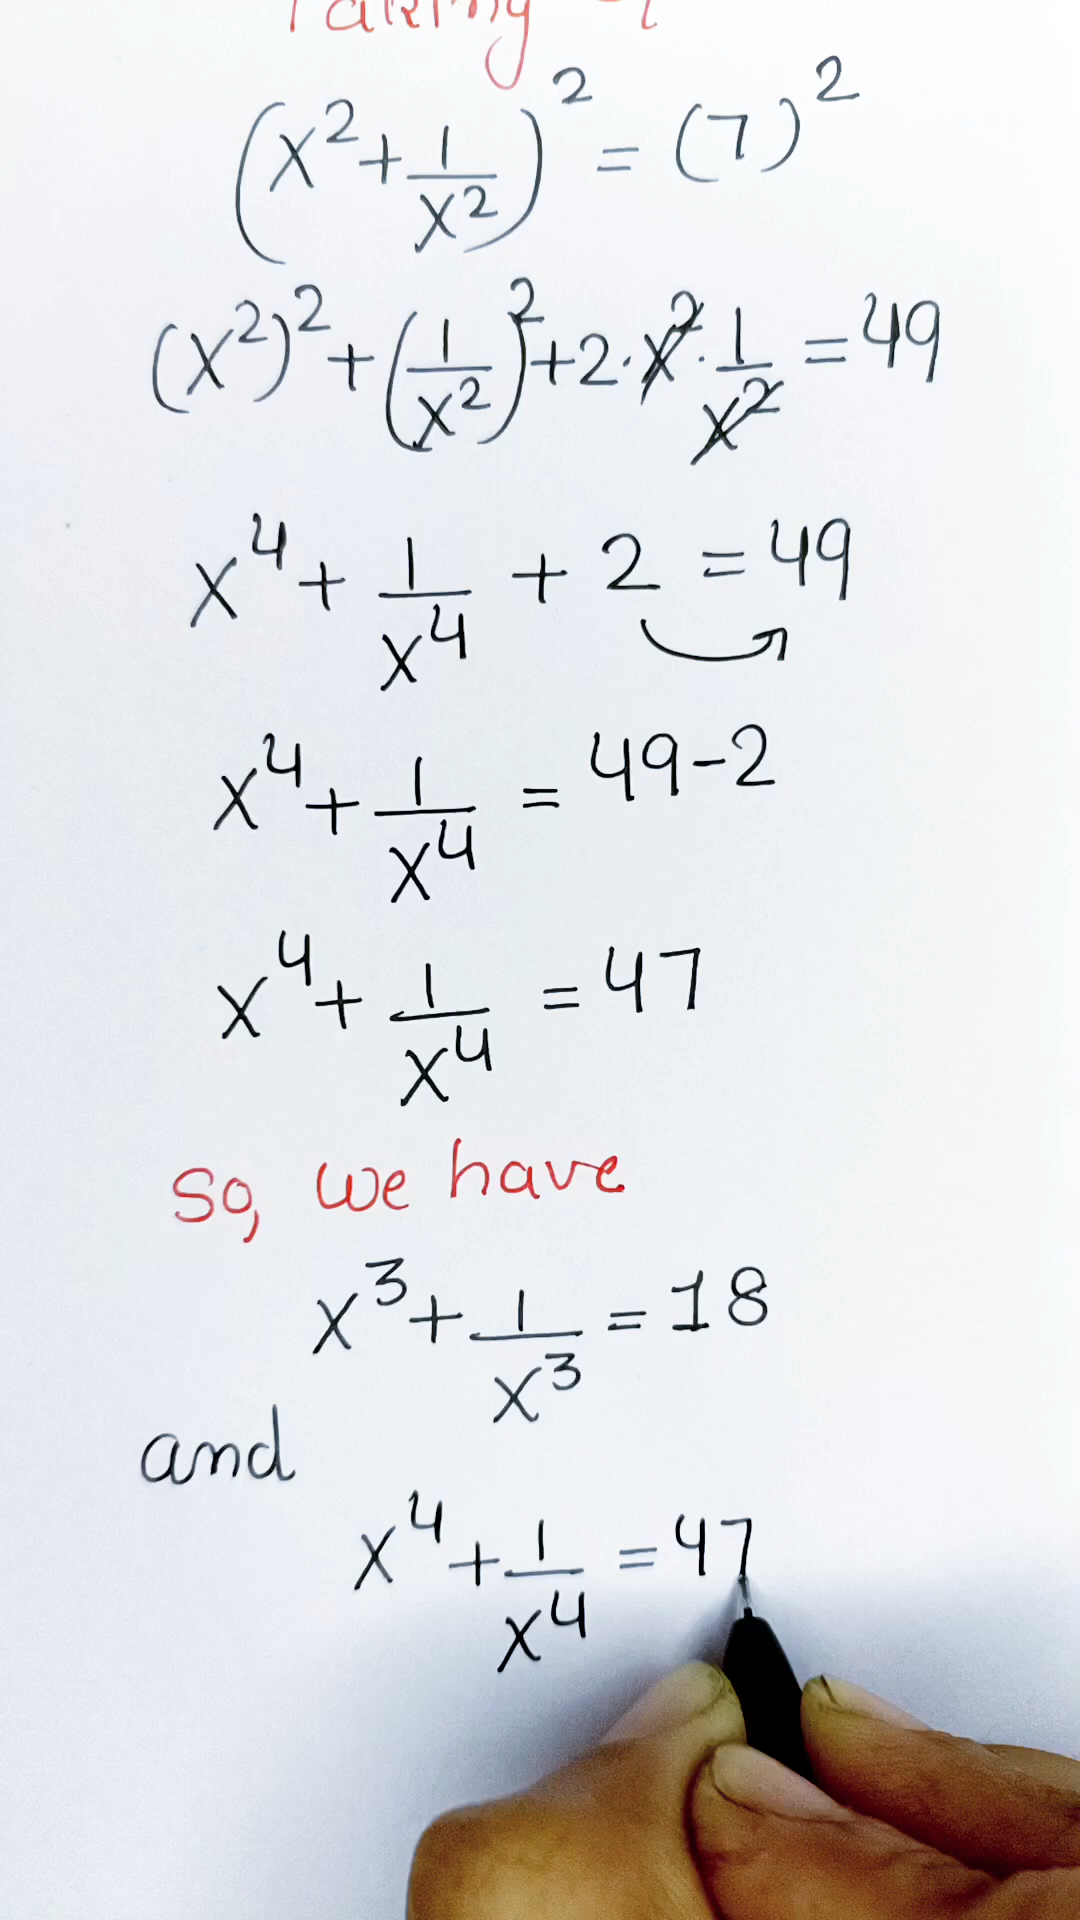 Taking
(x² + 1/x²)² = (7)²
(x²)² + (1/x²)² + 2·x²·1/x² = 49
x⁴ + 1/x⁴ + 2 = 49
x⁴ + 1/x⁴ = 49-2
x⁴ + 1/x⁴ = 47
So, we have
x³ + 1/x³ = 18
and
x⁴ + 1/x⁴ = 47